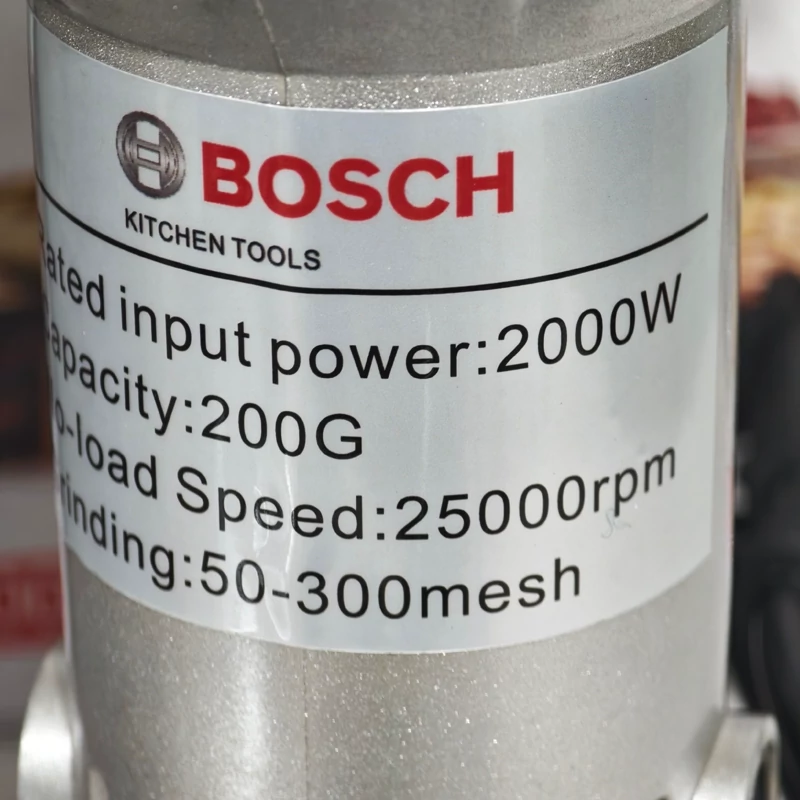 BOSCH
KITCHEN TOOLS
ated input power:2000W
apacity:200G
o-load Speed:25000rpm
rinding:50-300mesh